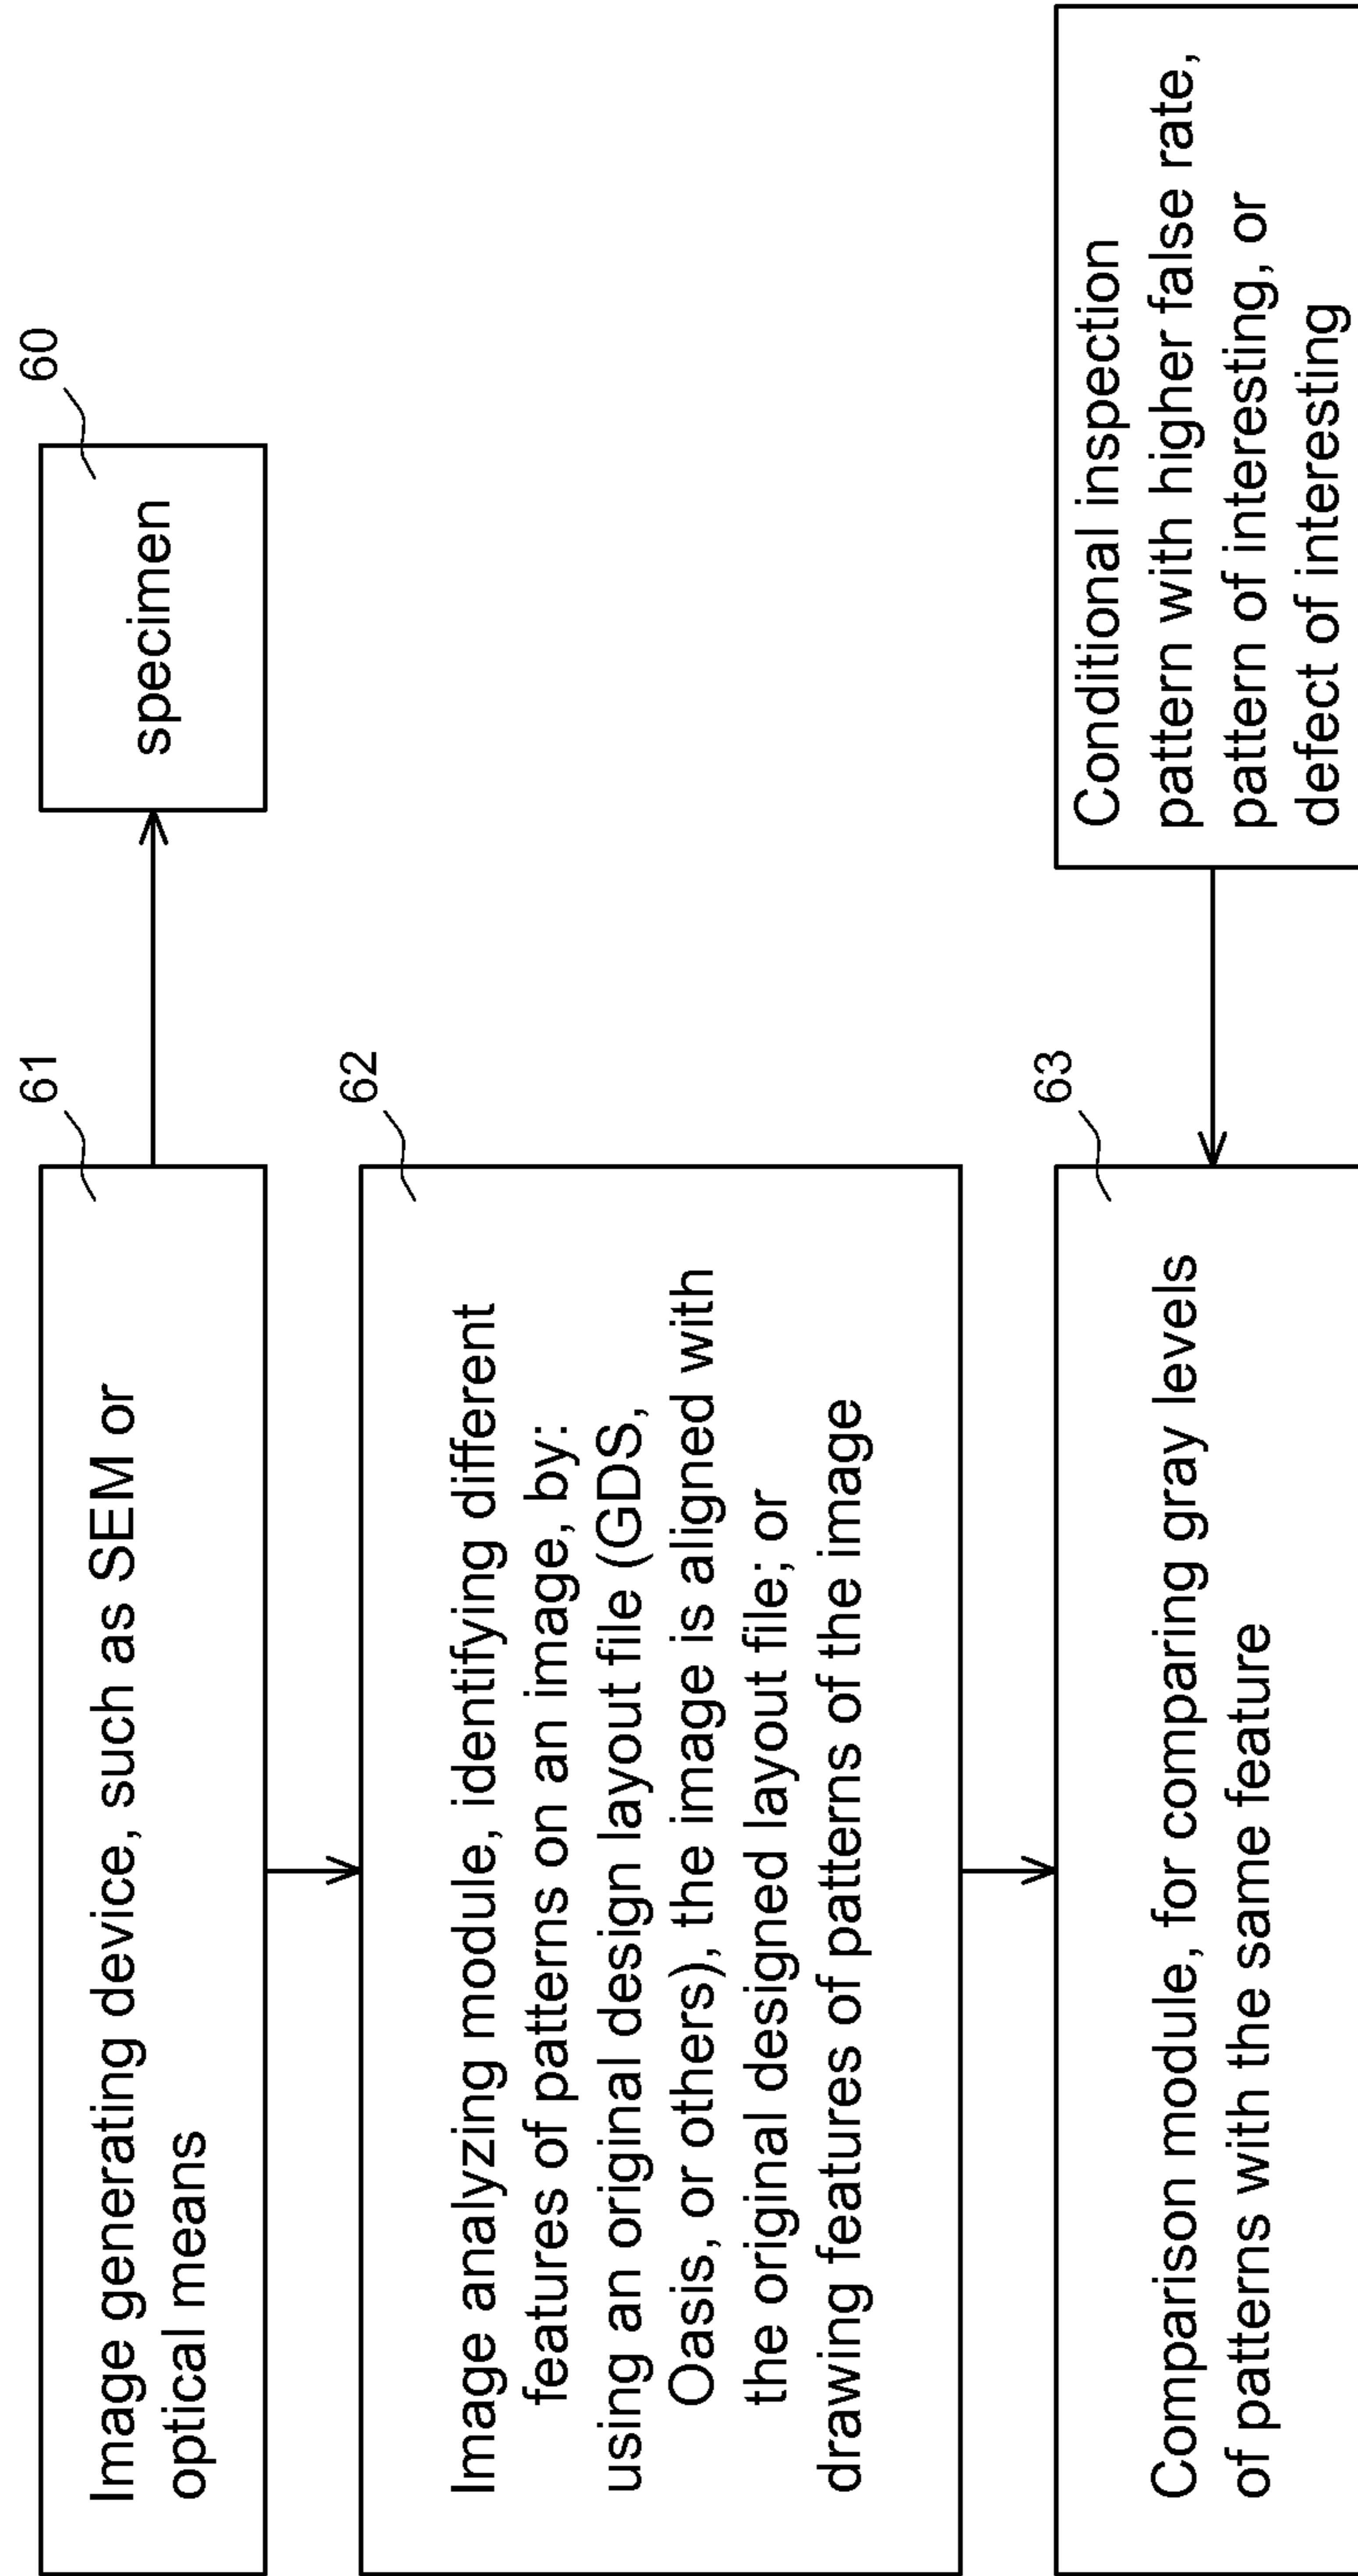 61
Image generating device, such as SEM or
optical means
60
specimen
62
Image analyzing module, identifying different
features of patterns on an image, by:
using an original design layout file (GDS,
Oasis, or others), the image is aligned with
the original designed layout file; or
drawing features of patterns of the image
63
Comparison module, for comparing gray levels
of patterns with the same feature
Conditional inspection
pattern with higher false rate,
pattern of interesting, or
defect of interesting